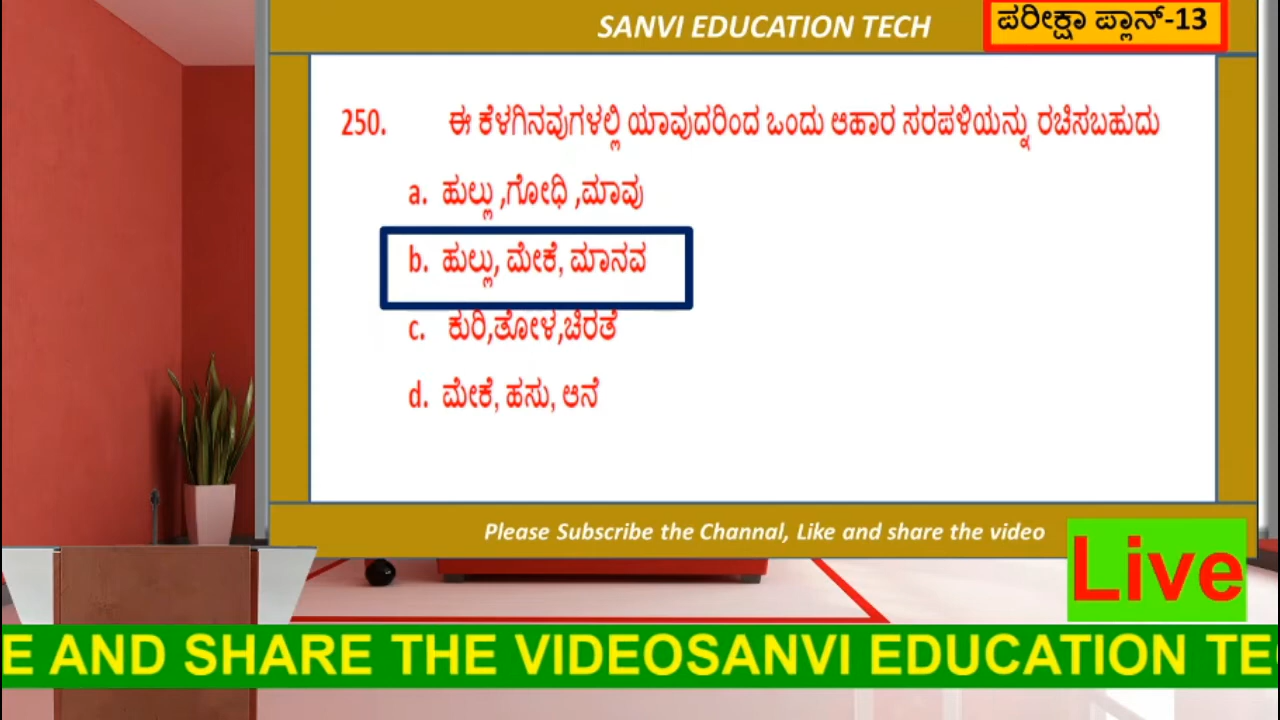 SANVI EDUCATION TECH
ಪರೀಕ್ಷಾ ಪ್ಲಾನ್-13
250. ಈ ಕೆಳಗಿನವುಗಳಲ್ಲಿ ಯಾವುದರಿಂದ ಒಂದು ಆಹಾರ ಸರಪಳಿಯನ್ನು ರಚಿಸಬಹುದು
a. ಹುಲ್ಲು ,ಗೋಧಿ ,ಮಾವು
b. ಹುಲ್ಲು, ಮೇಕೆ, ಮಾನವ
c. ಕುರಿ,ತೋಳ,ಚಿರತೆ
d. ಮೇಕೆ, ಹಸು, ಆನೆ
Please Subscribe the Channal, Like and share the video
Live
E AND SHARE THE VIDEOSANVI EDUCATION TE